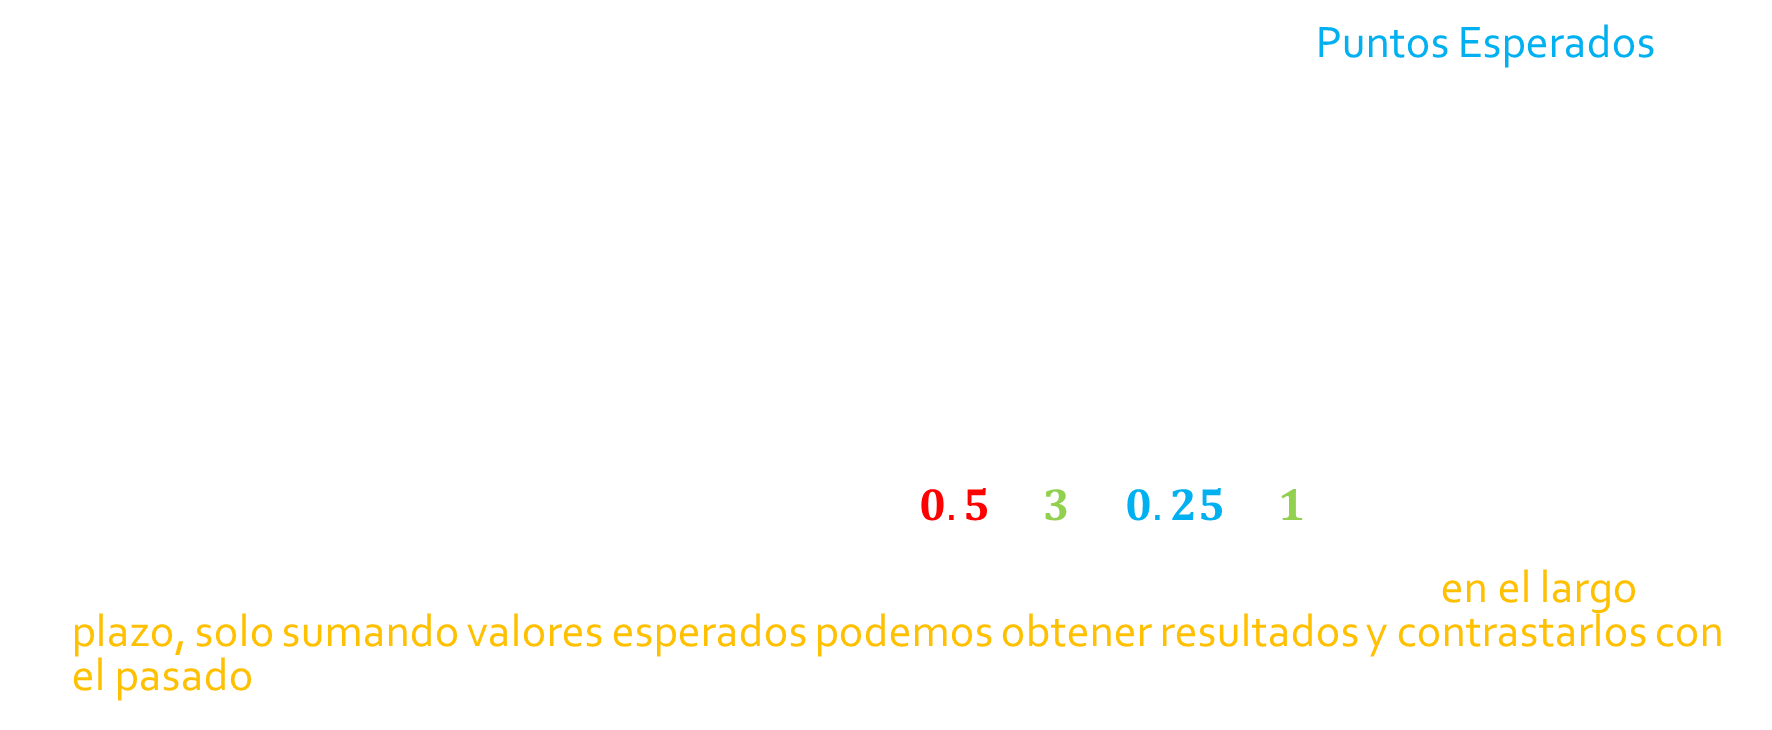 Puntos Esperados
0.5 3 0.25 1
en el largo
plazo, solo sumando valores esperados podemos obtener resultados y contrastarlos con
el pasado